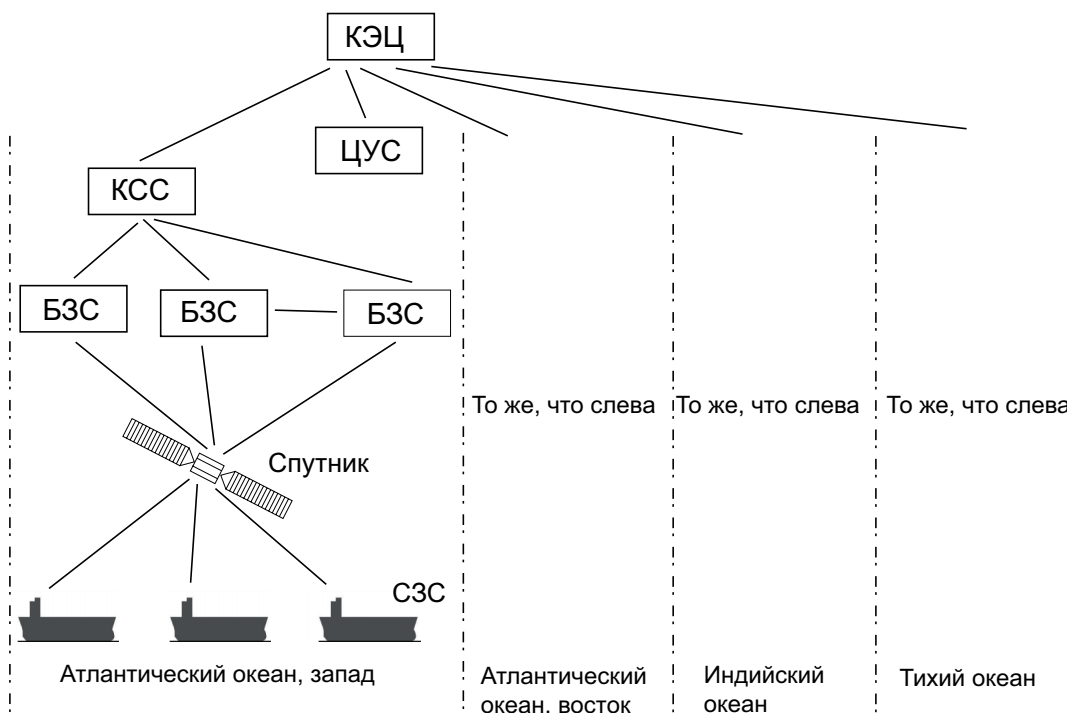 КЭЦ
ЦУС
КСС
БЗС
БЗС
БЗС
То же, что слева
То же, что слева
То же, что слева
Спутник
СЗС
Атлантический океан, запад
Атлантический
океан, восток
Индийский
океан
Тихий океан